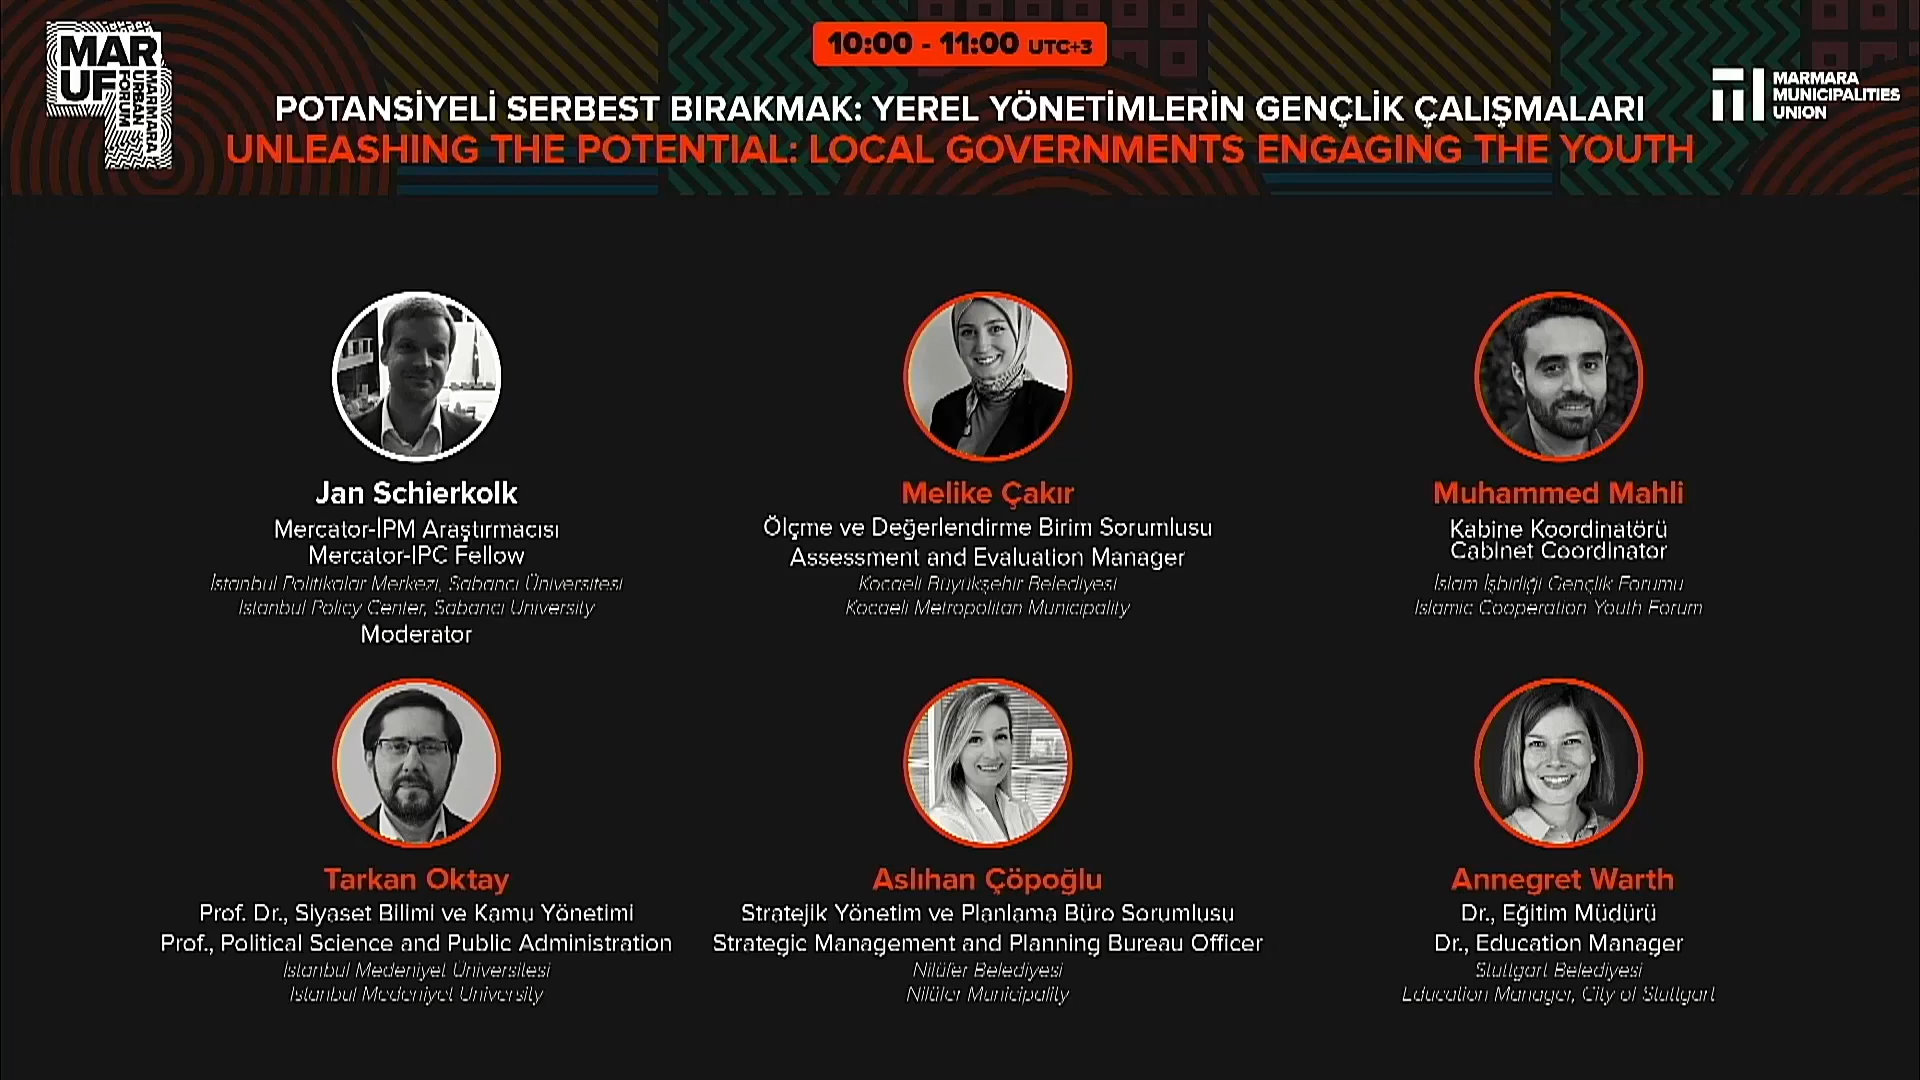 MAR
UF
MARMARA
URBAN
FORUM
10:00 - 11:00 UTC+3
POTANSİYELİ SERBEST BIRAKMAK: YEREL YÖNETİMLERİN GENÇLİK ÇALIŞMALARI
UNLEASHING THE POTENTIAL: LOCAL GOVERNMENTS ENGAGING THE YOUTH
MARMARA
MUNICIPALITIES
UNION
Jan Schierkolk
Mercator-İPM Araştırmacısı
Mercator-IPC Fellow
İstanbul Politikalar Merkezi, Sabancı Üniversitesi
Istanbul Policy Center, Sabancı University
Moderator
Melike Çakır
Ölçme ve Değerlendirme Birim Sorumlusu
Assessment and Evaluation Manager
Kocaeli Büyükşehir Belediyesi
Kocaeli Metropolitan Municipality
Muhammed Mahli
Kabine Koordinatörü
Cabinet Coordinator
İslam İşbirliği Gençlik Forumu
Islamic Cooperation Youth Forum
Tarkan Oktay
Prof. Dr., Siyaset Bilimi ve Kamu Yönetimi
Prof., Political Science and Public Administration
İstanbul Medeniyet Üniversitesi
Istanbul Medeniyet University
Aslıhan Çöpoğlu
Stratejik Yönetim ve Planlama Büro Sorumlusu
Strategic Management and Planning Bureau Officer
Nilüfer Belediyesi
Nilüfer Municipality
Annegret Warth
Dr., Eğitim Müdürü
Dr., Education Manager
Stuttgart Belediyesi
Education Manager, City of Stuttgart